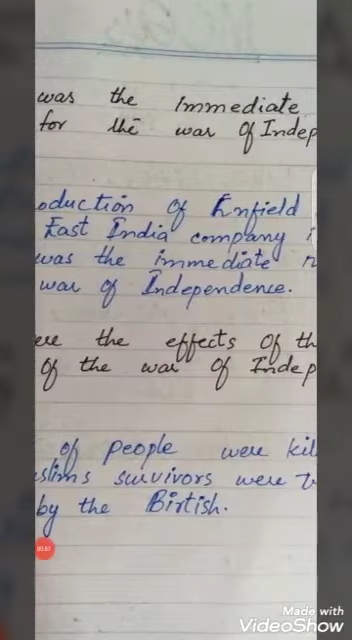 was the Immediate
for the war of Indep
oduction of Enfield
East India company
was the immediate
war of Independence.
ere the effects of th
of the war of Indep
of people were kil
slims survivors were t
by the Birtish.
03:61
Made with
VideoShow